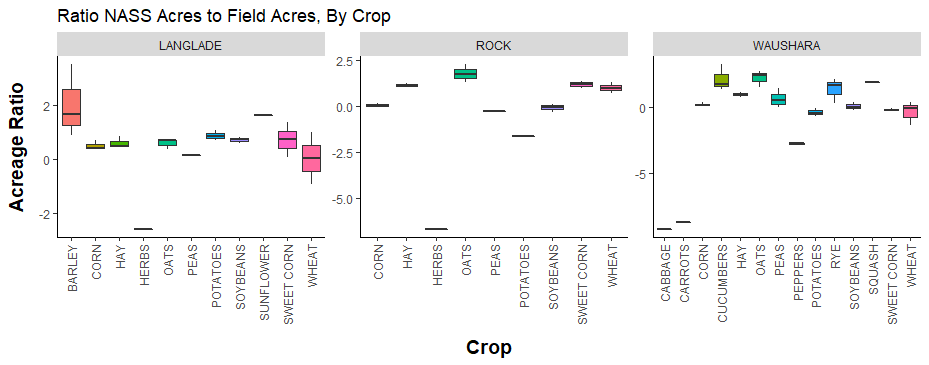 Ratio NASS Acres to Field Acres, By Crop
LANGLADE
ROCK
WAUSHARA
Acreage Ratio
2
0
-2
2.5
0.0
-2.5
-5.0
0
-5
BARLEY
CORN
HAY
HERBS
OATS
PEAS
POTATOES
SOYBEANS
SUNFLOWER
SWEET CORN
WHEAT
CORN
HAY
HERBS
OATS
PEAS
POTATOES
SOYBEANS
SWEET CORN
WHEAT
CABBAGE
CARROTS
CORN
CUCUMBERS
HAY
OATS
PEAS
PEPPERS
POTATOES
RYE
SOYBEANS
SQUASH
SWEET CORN
WHEAT
Crop